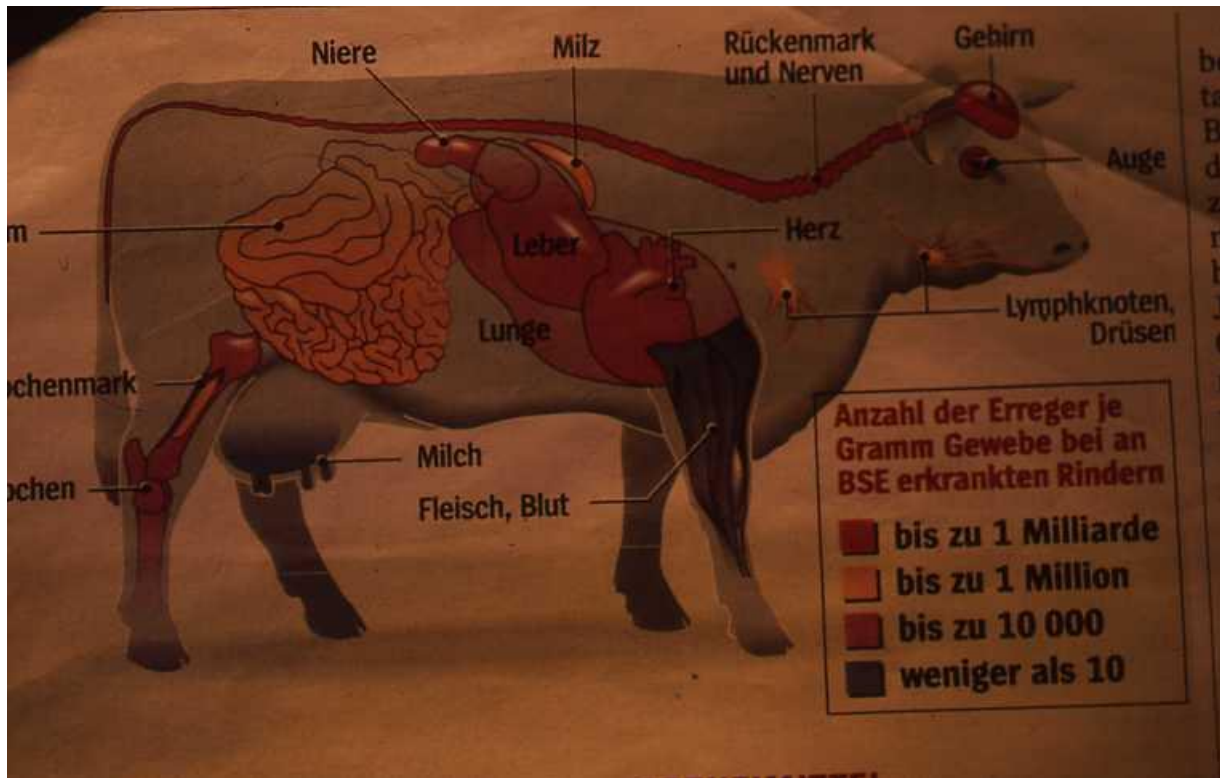 Niere
Milz
Rückenmark
und Nerven
Gehirn
Auge
m
Leber
Herz
Lunge
Lymphknoten,
Drüsen
ochenmark
Milch
ochen
Fleisch, Blut
Anzahl der Erreger je
Gramm Gewebe bei an
BSE erkrankten Rindern
bis zu 1 Milliarde
bis zu 1 Million
bis zu 10 000
weniger als 10